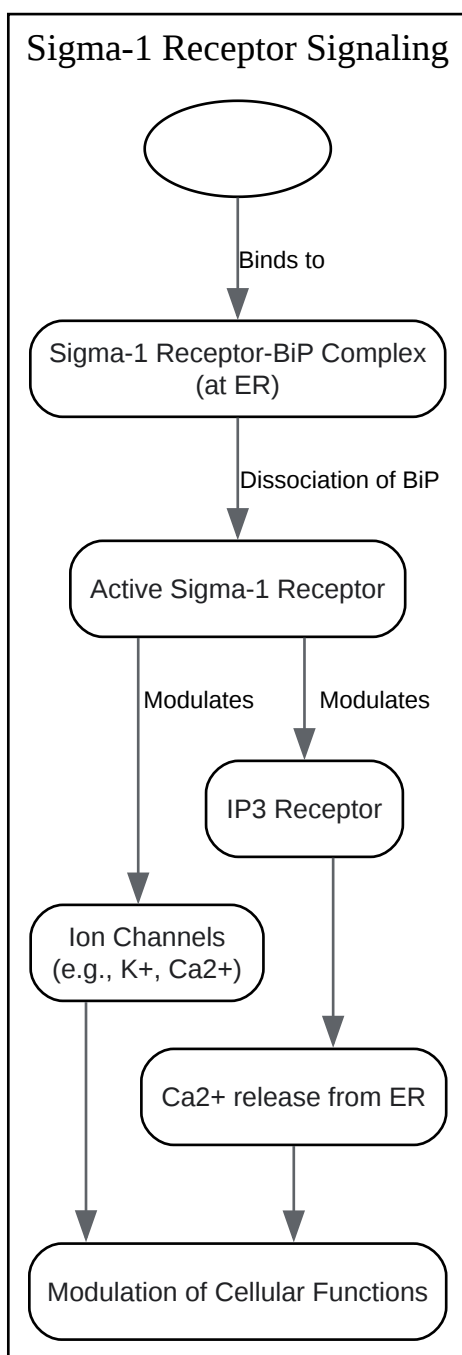 Sigma-1 Receptor Signaling
Binds to
Sigma-1 Receptor-BiP Complex
(at ER)
Dissociation of BiP
Active Sigma-1 Receptor
Modulates
Modulates
IP3 Receptor
Ion Channels
(e.g., K+, Ca2+)
Ca2+ release from ER
Modulation of Cellular Functions